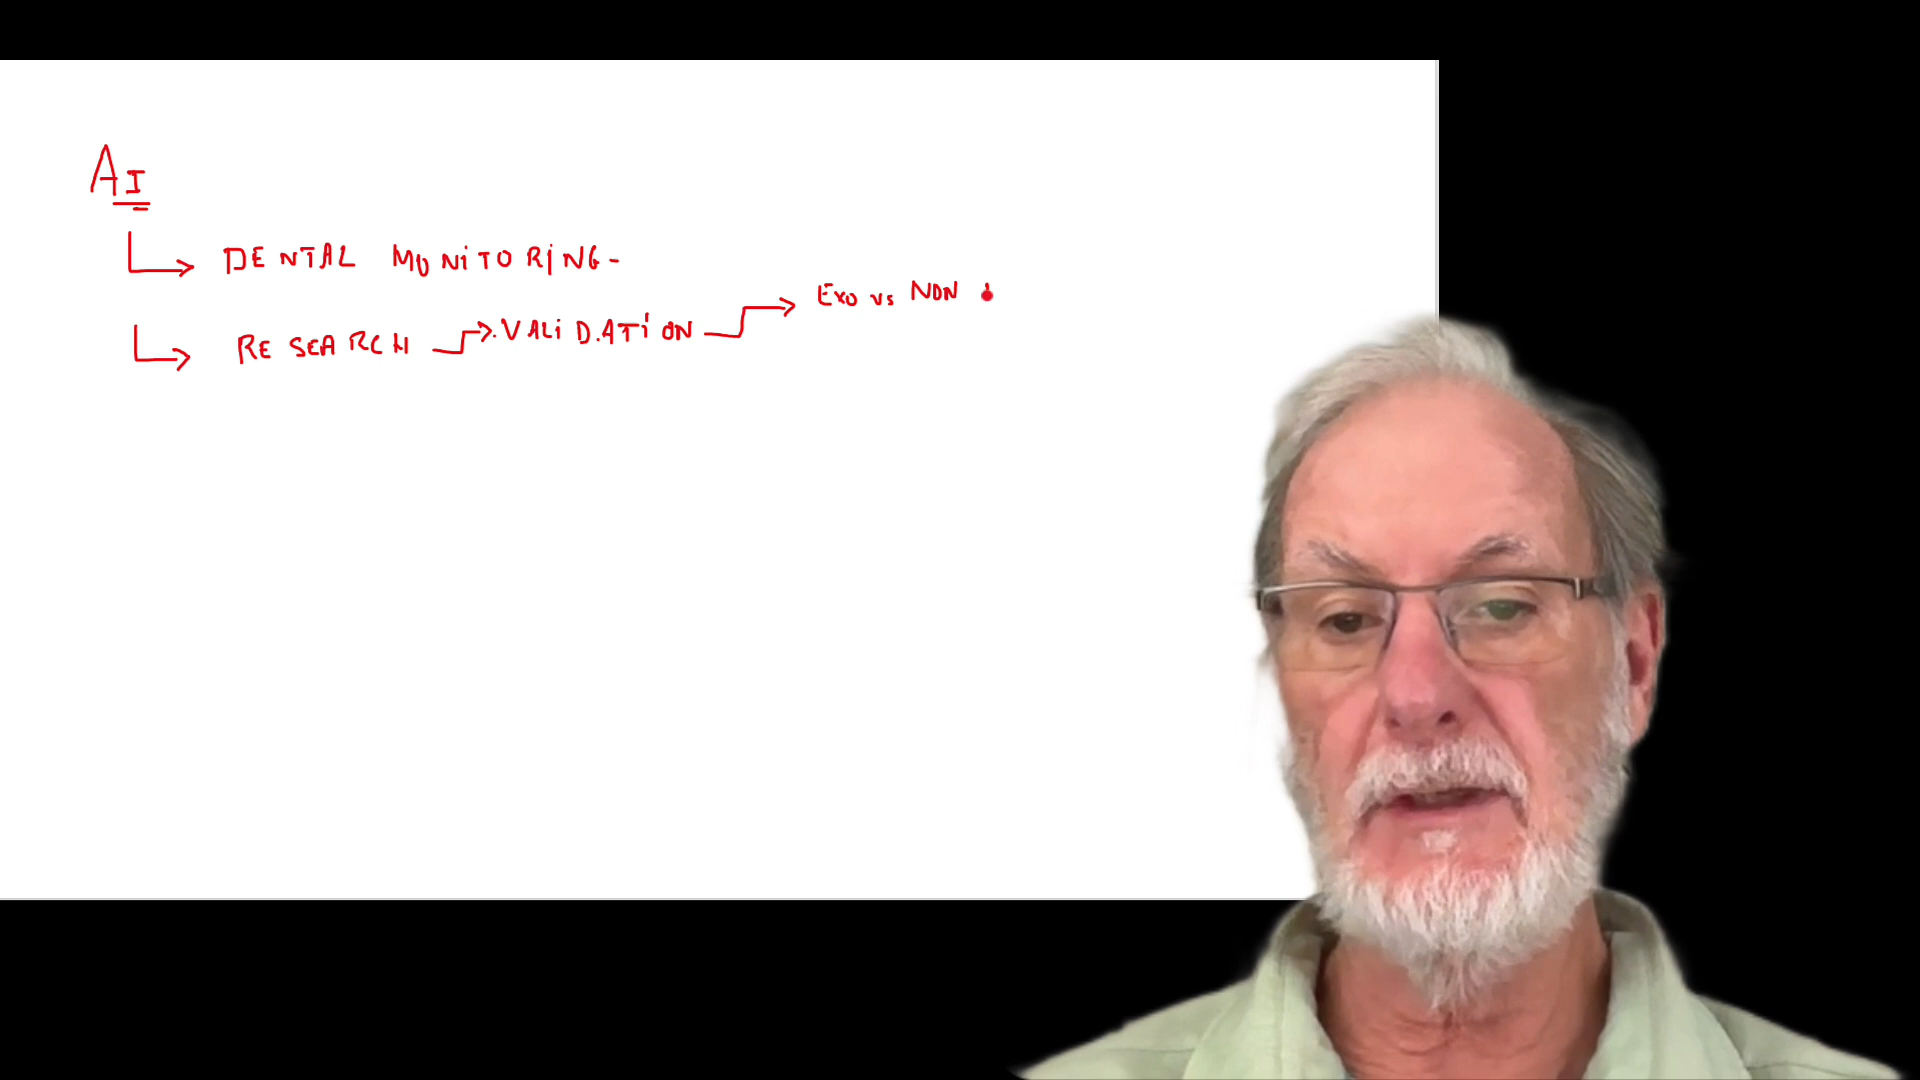 AI
DENTAL MONITORING-
RESEARCH VALIDATION EXO VS NON